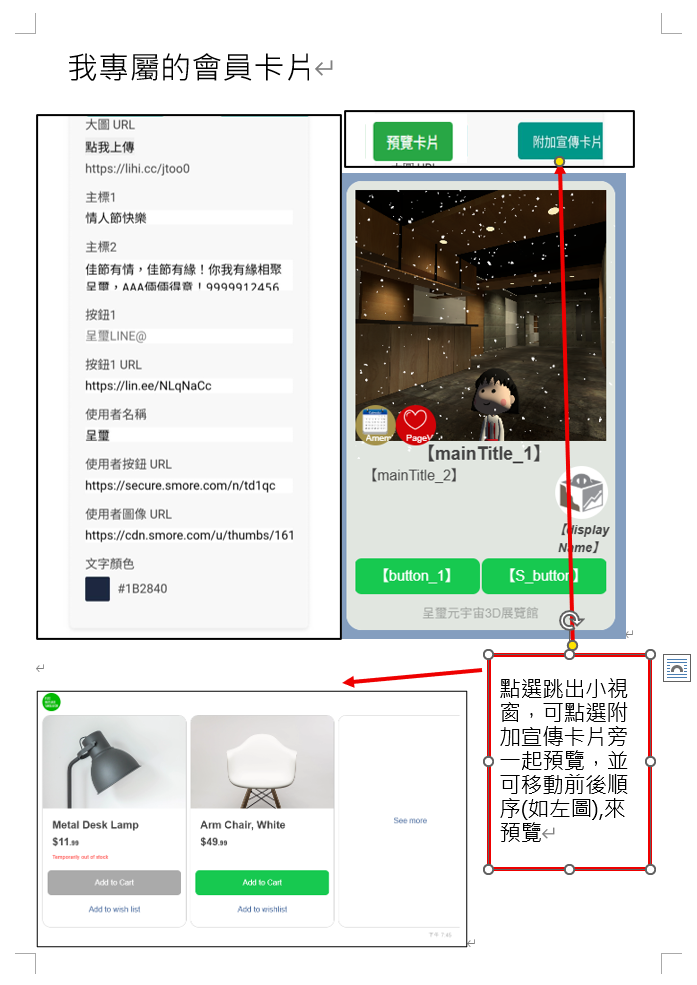 我專屬的會員卡片
大圖 URL
點我上傳
https://lihi.cc/jtoo0
主標1
情人節快樂
主標2
佳節有情，佳節有緣！你我有緣相聚
呈璽，AAA個個得意！9999912456
按鈕1
呈璽LINE@
按鈕1 URL
https://lin.ee/NLqNaCc
使用者名稱
呈璽
使用者按鈕 URL
https://secure.smore.com/n/td1qc
使用者圖像 URL
https://cdn.smore.com/u/thumbs/161
文字顏色
#1B2840
預覽卡片
附加宣傳卡片
大圖 URL
Amem
PageV
【mainTitle_1】
【mainTitle_2】
【display
Name】
【button_1】
【S_button】
呈璽元宇宙3D展覽館
點選跳出小視
窗，可點選附
加宣傳卡片旁
一起預覽，並
可移動前後順
序(如左圖),來
預覽
Metal Desk Lamp
$11.99
Temporarily out of stock
Add to Cart
Add to wish list
Arm Chair, White
$49.99
Add to Cart
Add to wishlist
See more